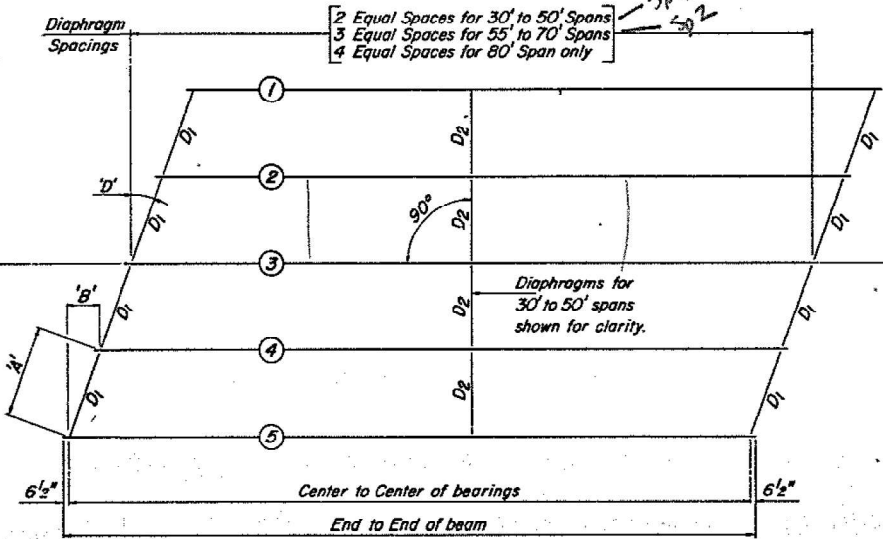 Diaphragm
Spacings
2 Equal Spaces for 30' to 50' Spans
3 Equal Spaces for 55' to 70' Spans
4 Equal Spaces for 80' Span only
Sp2
1
D1
D2
D1
'D'
2
D1
90°
D2
D1
3
'B'
D1
D2
Diaphragms for
30' to 50' spans
shown for clarity.
D1
4
'A'
D1
D2
D1
5
6½"
Center to Center of bearings
6½"
End to End of beam